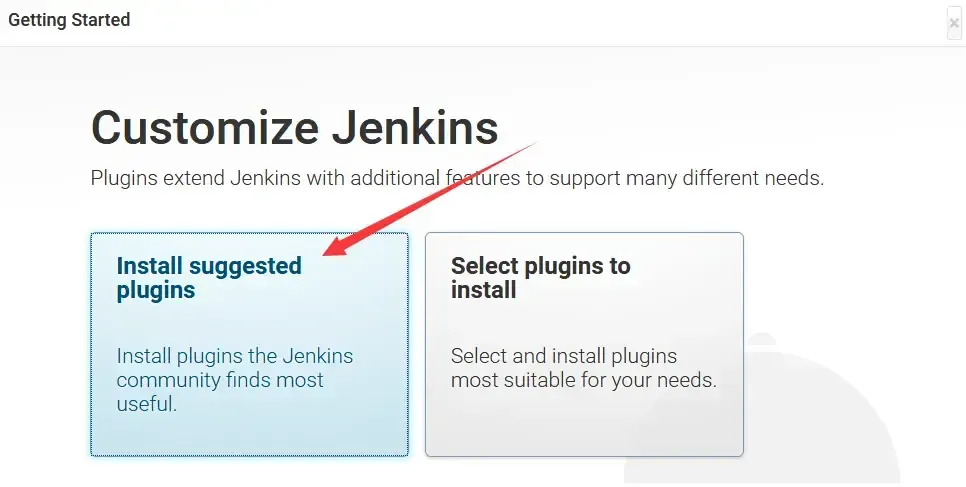 Getting Started
×
Customize Jenkins
Plugins extend Jenkins with additional features to support many different needs.
Install suggested
plugins
Install plugins the Jenkins
community finds most
useful.
Select plugins to
install
Select and install plugins
most suitable for your needs.